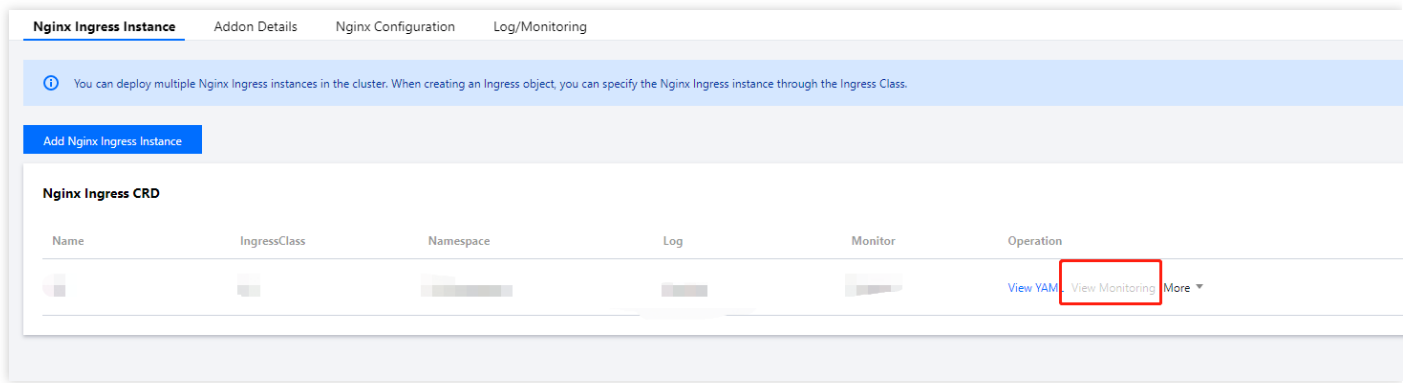 Nginx Ingress Instance Addon Details Nginx Configuration Log/Monitoring
You can deploy multiple Nginx Ingress instances in the cluster. When creating an Ingress object, you can specify the Nginx Ingress instance through the Ingress Class.
Add Nginx Ingress Instance
Nginx Ingress CRD
Name IngressClass Namespace Log Monitor Operation
View YAML View Monitoring More